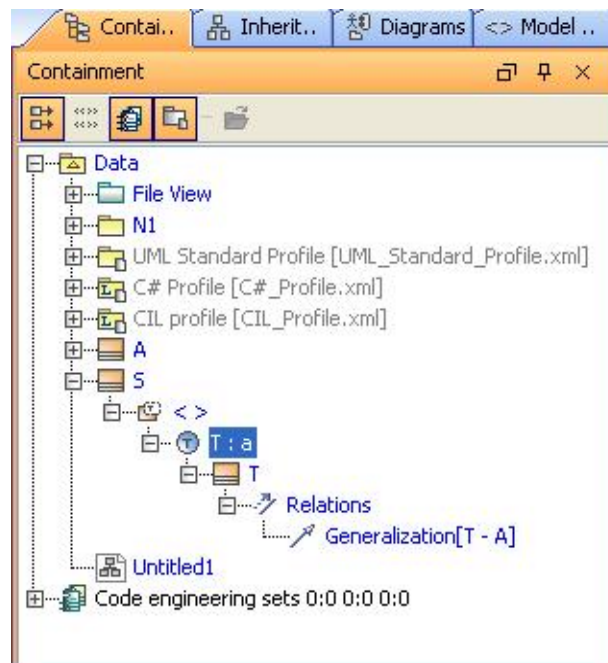 Contai.. Inherit.. Diagrams <> Model ..
Containment
Data
File View
N1
UML Standard Profile [UML_Standard_Profile.xml]
C# Profile [C#_Profile.xml]
CIL profile [CIL_Profile.xml]
A
S
< >
T : a
T
Relations
Generalization[T - A]
Untitled1
Code engineering sets 0:0 0:0 0:0